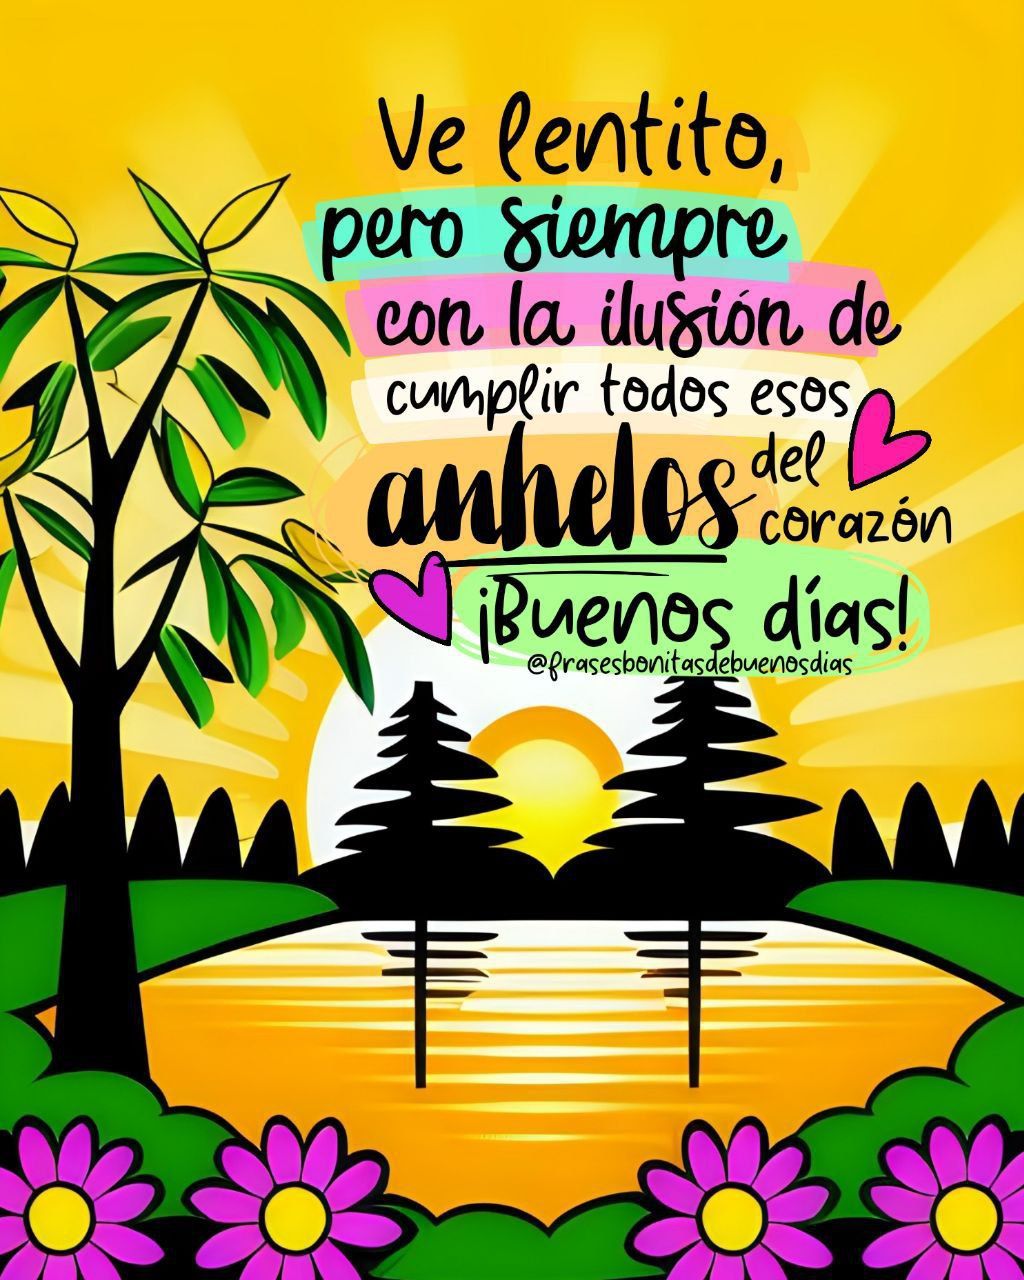 Ve lentito,
pero siempre
con la ilusión de
cumplir todos esos
anhelos del
corazón
¡Buenos días!
@frasesbonitasdebuenosdias